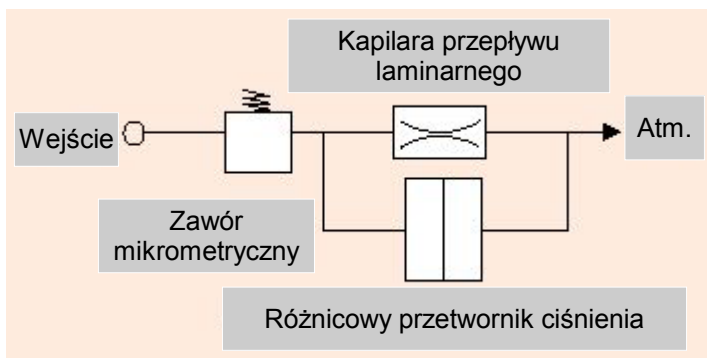 Kapilara przepływu
laminarnego
Wejście
Atm.
Zawór
mikrometryczny
Różnicowy przetwornik ciśnienia